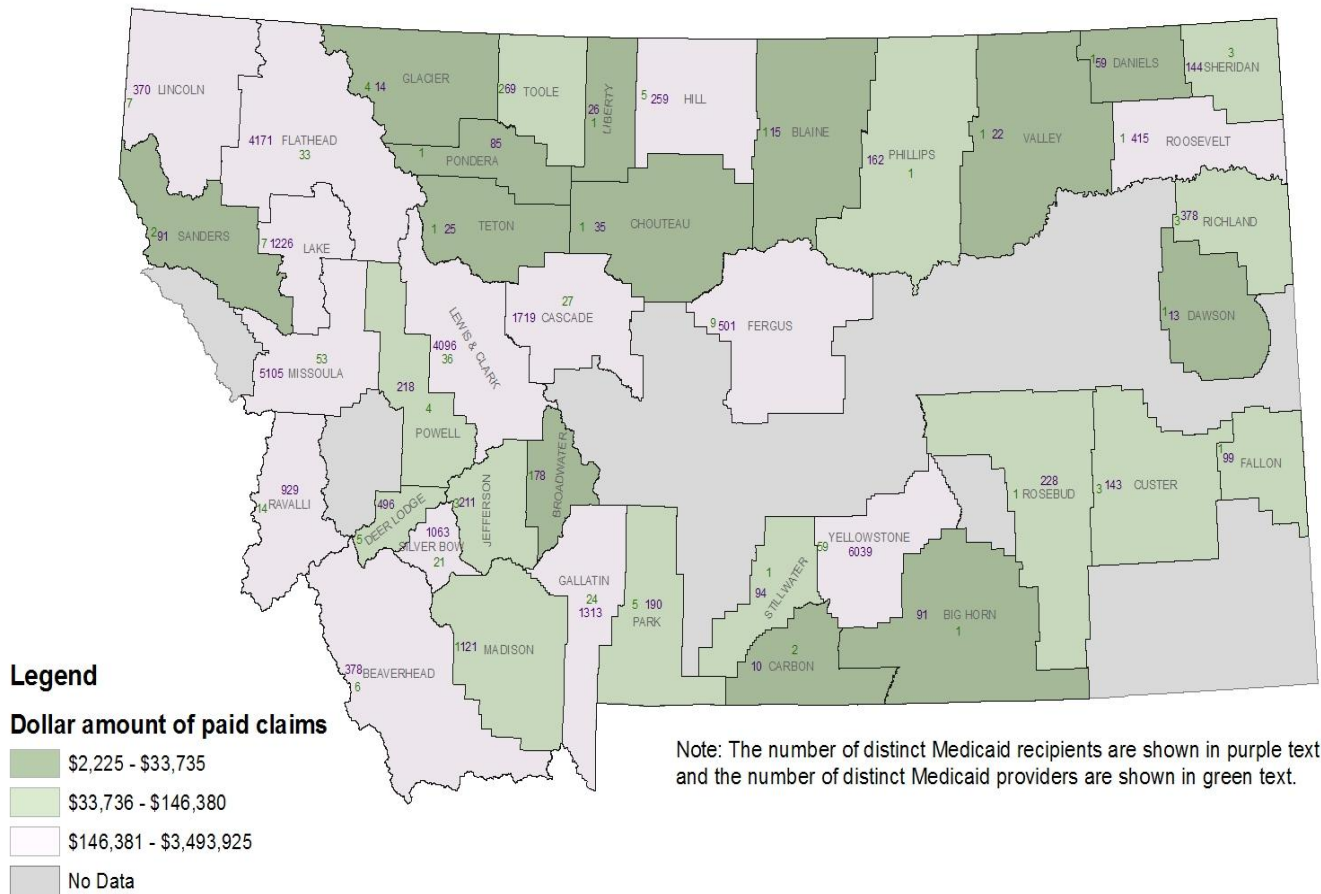 4 14 GLACIER
269 TOOLE
26 LIBERTY
1
5 259 HILL
1 15 BLAINE
162 PHILLIPS
1
1 22 VALLEY
1 59 DANIELS
3
144 SHERIDAN
1 415 ROOSEVELT
370 LINCOLN
7
4171 FLATHEAD
33
85
1 PONDERA
1 25 TETON
1 35 CHOUTEAU
378 RICHLAND
3
2 91 SANDERS
7 1226 LAKE
27
1719 CASCADE
9 501 FERGUS
1 13 DAWSON
LEWIS & CLARK
4096
36
53
5105 MISSOULA
218
4
POWELL
929
RAVALLI
14
496
DEER LODGE
5
1063
SILVER BOW
21
3 211
JEFFERSON
1 78
BROADWATER
GALLATIN
24
1313
5 190
PARK
1
94 STILLWATER
59
YELLOWSTONE
6039
228
1 ROSEBUD
143 CUSTER
3
1
99 FALLON
91 BIG HORN
1
2
10 CARBON
1 121 MADISON
378 BEAVERHEAD
6
Legend
Dollar amount of paid claims
$2,225 - $33,735
$33,736 - $146,380
$146,381 - $3,493,925
No Data
Note: The number of distinct Medicaid recipients are shown in purple text
and the number of distinct Medicaid providers are shown in green text.